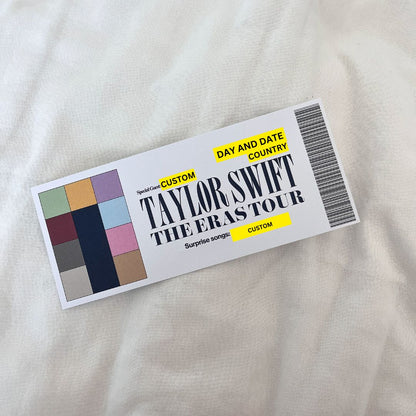 DAY AND DATE
COUNTRY
Special Guest: CUSTOM
TAYLOR SWIFT
THE ERAS TOUR
Surprise songs: CUSTOM